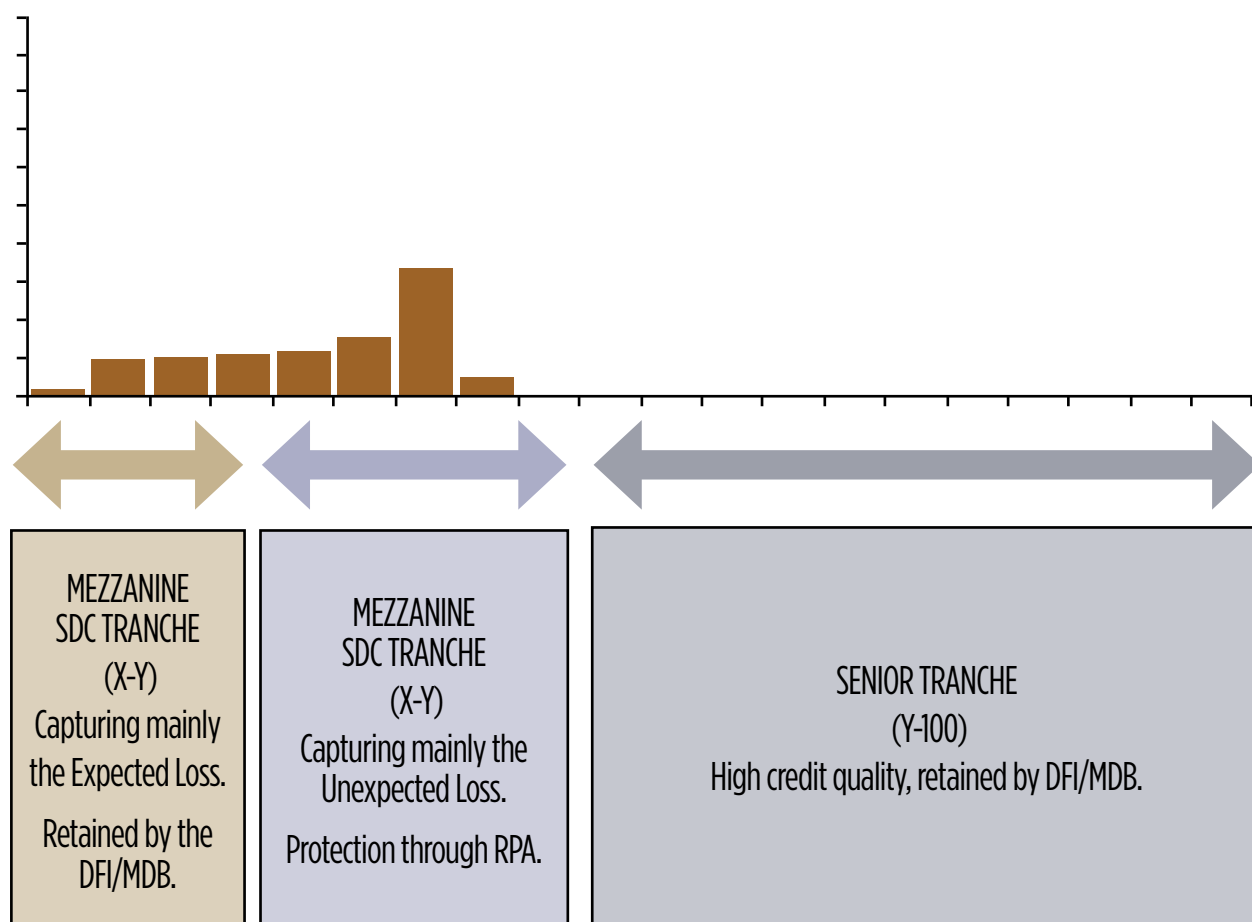 MEZZANINE
SDC TRANCHE
(X-Y)
Capturing mainly
the Expected Loss.
Retained by the
DFI/MDB.
MEZZANINE
SDC TRANCHE
(X-Y)
Capturing mainly the
Unexpected Loss.
Protection through RPA.
SENIOR TRANCHE
(Y-100)
High credit quality, retained by DFI/MDB.